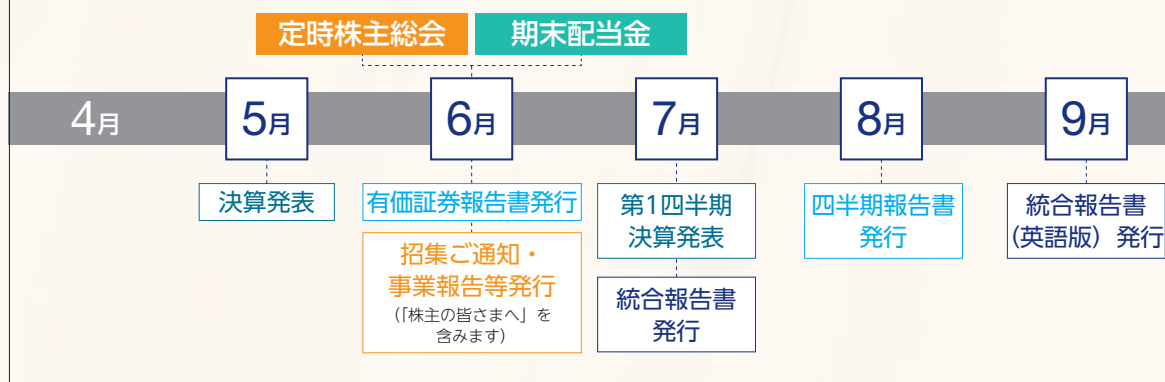 定時株主総会
期末配当金
4月
5月
6月
7月
8月
9月
決算発表
有価証券報告書発行
招集ご通知・
事業報告等発行
(「株主の皆さまへ」を
含みます)
第1四半期
決算発表
統合報告書
発行
四半期報告書
発行
統合報告書
(英語版)発行